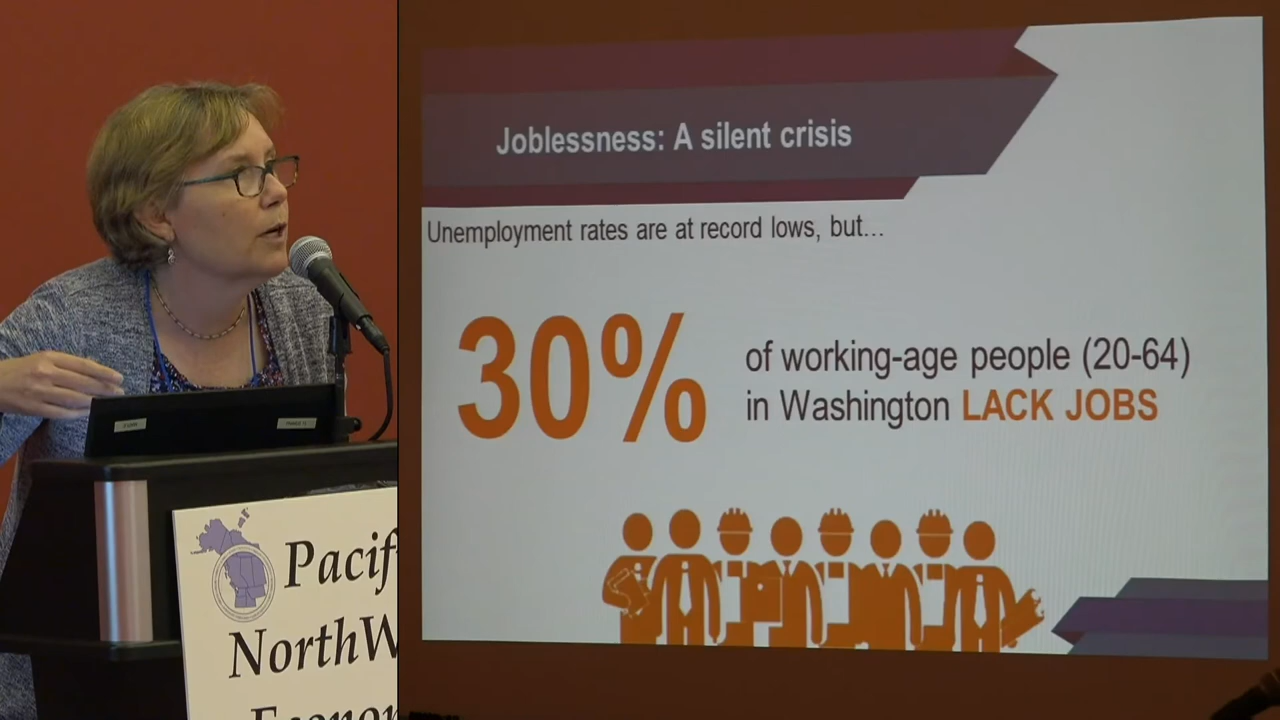 Joblessness: A silent crisis
Unemployment rates are at record lows, but...
30%
of working-age people (20-64)
in Washington LACK JOBS
Pacif
NorthW
Econor